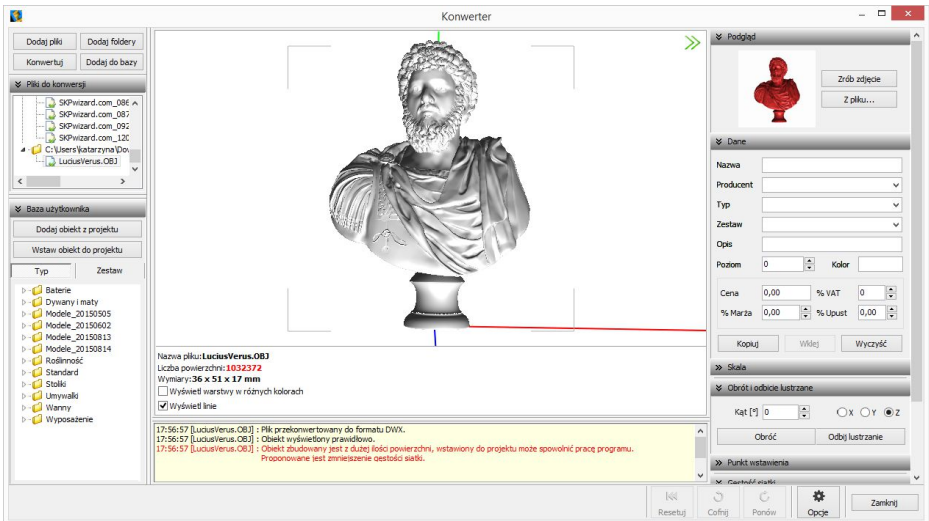 Konwerter
Dodaj pliki
Dodaj foldery
Konwertuj
Dodaj do bazy
Pliki do konwersji
SKPwizard.com_086
SKPwizard.com_087
SKPwizard.com_092
SKPwizard.com_120
C:\Users\katarzyna\Dov
LuciusVerus.OBJ
Baza użytkownika
Dodaj obiekt z projektu
Wstaw obiekt do projektu
Typ
Zestaw
Baterie
Dywany i maty
Modele_20150505
Modele_20150602
Modele_20150813
Modele_20150814
Roślinność
Standard
Stoliki
Umywalki
Wanny
Wyposażenie
Nazwa pliku:LuciusVerus.OBJ
Liczba powierzchni:1032372
Wymiary:36 x 51 x 17 mm
Wyświetl warstwy w różnych kolorach
Wyświetl linie
17:56:57 [LuciusVerus.OBJ] : Plik przekonwertowany do formatu DWX.
17:56:57 [LuciusVerus.OBJ] : Obiekt wyświetlony prawidłowo.
17:56:57 [LuciusVerus.OBJ] : Obiekt zbudowany jest z dużej ilości powierzchni, wstawiony do projektu może spowolnić pracę programu.
Proponowane jest zmniejszenie gęstości siatki.
Podgląd
Zrób zdjęcie
Z pliku...
Dane
Nazwa
Producent
Typ
Zestaw
Opis
Poziom 0 Kolor
Cena 0,00 % VAT 0
% Marża 0,00 % Upust 0,00
Kopiuj
Wklej
Wyczyść
Skala
Obrót i odbicie lustrzane
Kąt [°] 0 X Y Z
Obróć
Odbij lustrzanie
Punkt wstawienia
Gęstość siatki
Resetuj
Cofnij
Ponów
Opcje
Zamknij